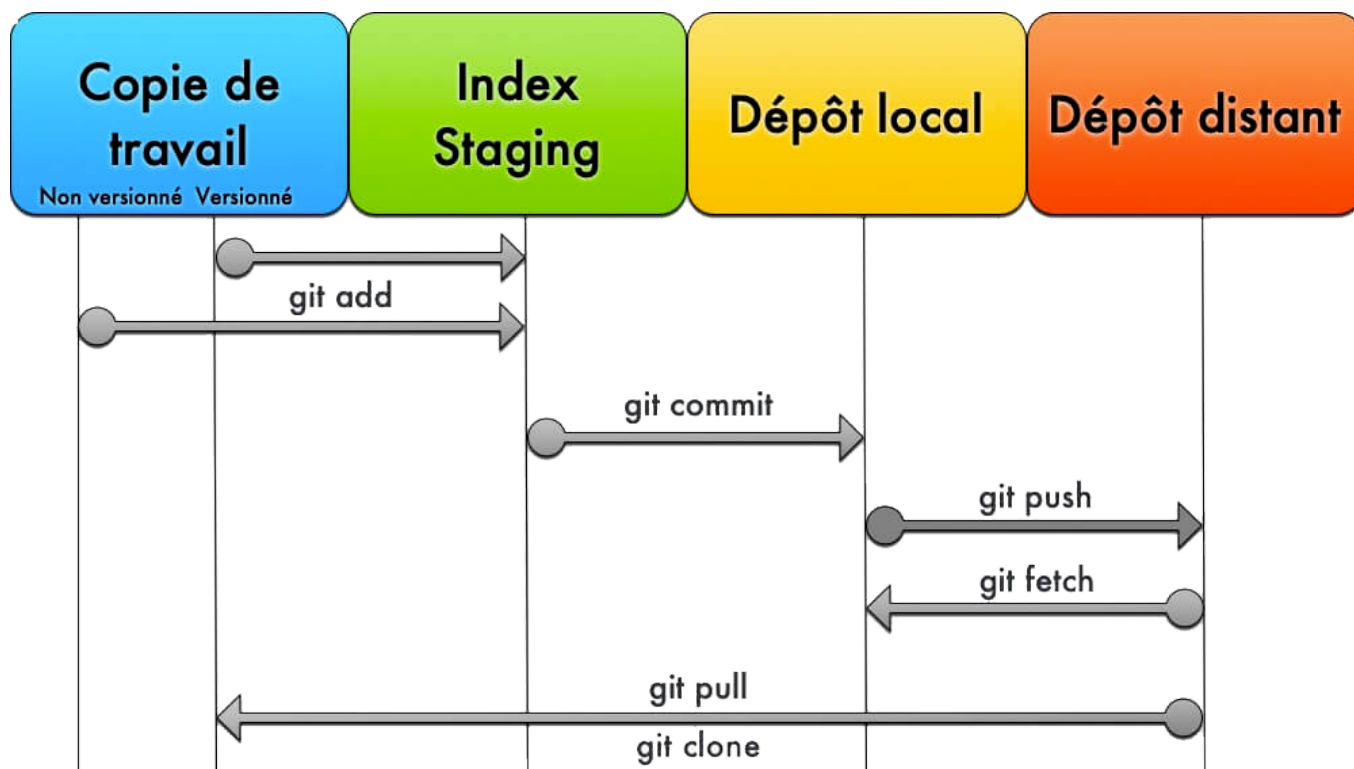 Copie de
travail
Non versionné Versionné
Index
Staging
Dépôt local
Dépôt distant
git add
git commit
git push
git fetch
git pull
git clone